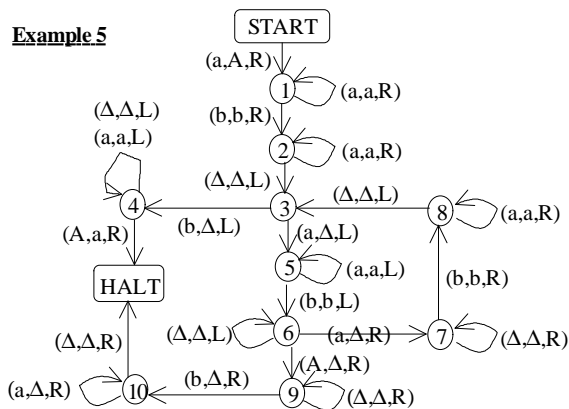 Example 5
START
(a,A,R)
1
(a,a,R)
(b,b,R)
2
(a,a,R)
(Δ,Δ,L)
(a,a,L)
(Δ,Δ,L)
(Δ,Δ,L)
4
3
8
(a,a,R)
(b,Δ,L)
(A,a,R)
(a,Δ,L)
5
(a,a,L)
HALT
(b,b,R)
(b,b,L)
(Δ,Δ,L)
6
(a,Δ,R)
7
(Δ,Δ,R)
(Δ,Δ,R)
(A,Δ,R)
(a,Δ,R)
10
(b,Δ,R)
9
(Δ,Δ,R)